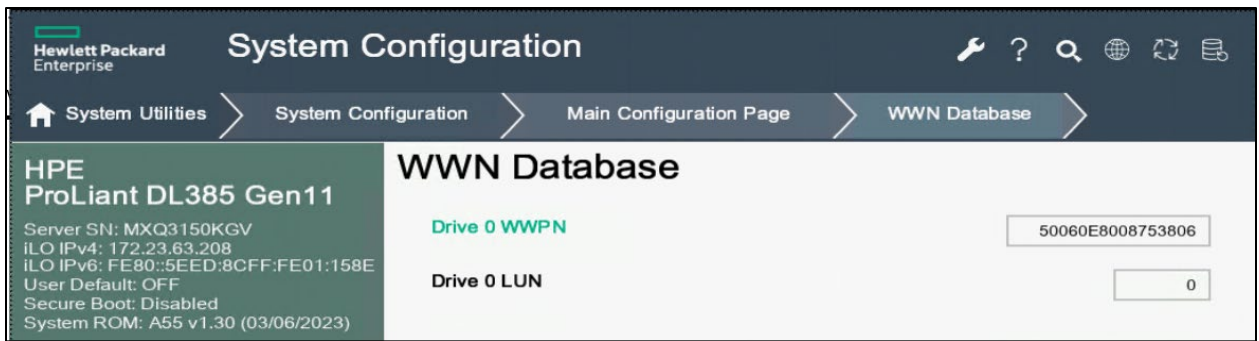 Hewlett Packard
Enterprise
System Configuration
?
System Utilities
System Configuration
Main Configuration Page
WWN Database
HPE
ProLiant DL385 Gen11
Server SN: MXQ3150KGV
iLO IPv4: 172.23.63.208
iLO IPv6: FE80::5EED:8CFF:FE01:158E
User Default: OFF
Secure Boot: Disabled
System ROM: A55 v1.30 (03/06/2023)
WWN Database
Drive 0 WWPN
50060E8008753806
Drive 0 LUN
0